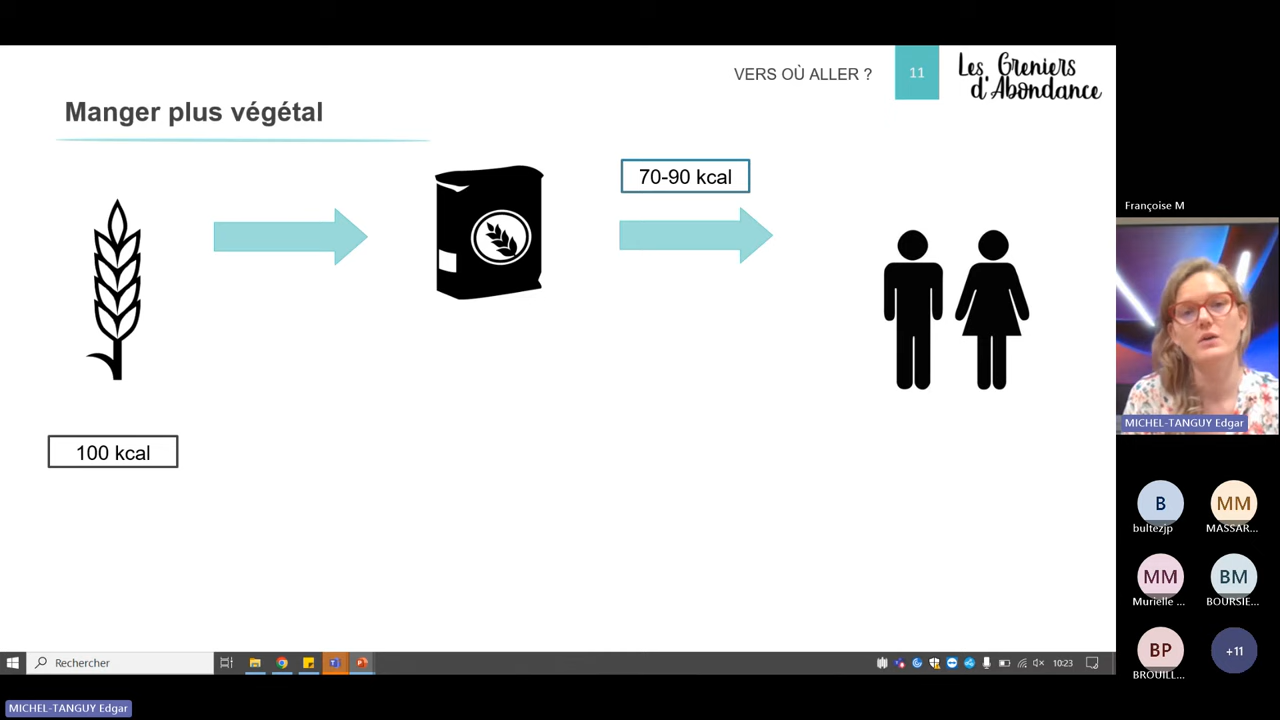 VERS OÙ ALLER ?
11
Les Greniers
d'Abondance
Manger plus végétal
70-90 kcal
100 kcal
Françoise M
MICHEL-TANGUY Edgar
B
bultezjp
MM
MASSAR...
MM
Murielle ...
BM
BOURSIE...
BP
BROUILL...
+11
Rechercher
10:23
MICHEL-TANGUY Edgar